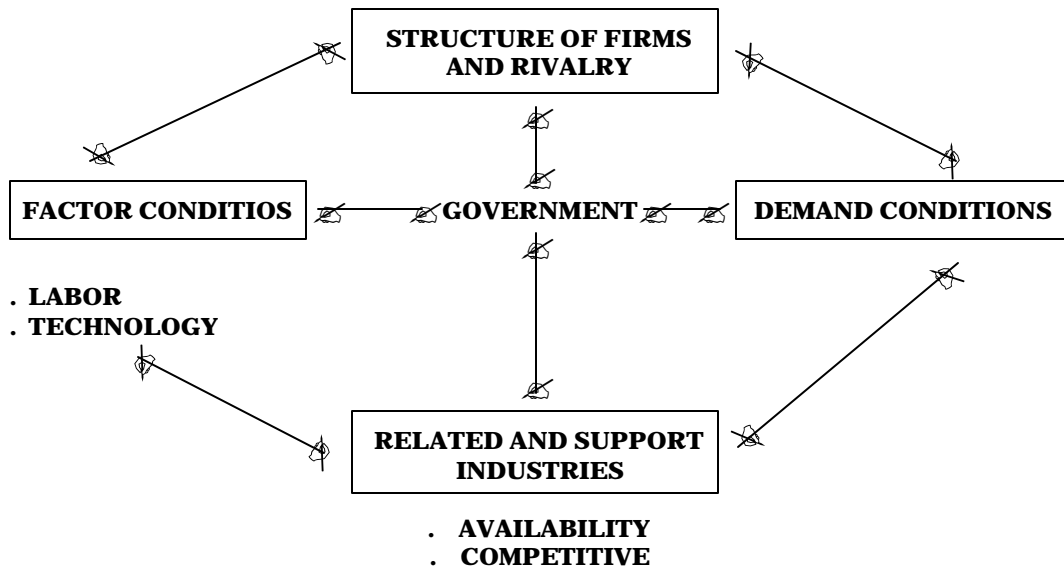 STRUCTURE OF FIRMS
AND RIVALRY
FACTOR CONDITIOS
GOVERNMENT
DEMAND CONDITIONS
. LABOR
. TECHNOLOGY
RELATED AND SUPPORT
INDUSTRIES
. AVAILABILITY
. COMPETITIVE